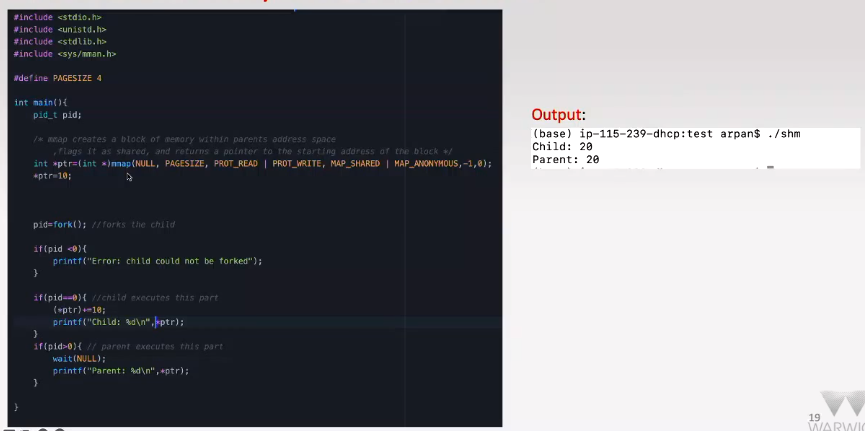 #include <stdio.h>
#include <unistd.h>
#include <stdlib.h>
#include <sys/mman.h>
#define PAGESIZE 4
int main(){
pid_t pid;
/* mmap creates a block of memory within parents address space
,flags it as shared, and returns a pointer to the starting address of the block */
int *ptr=(int *)mmap(NULL, PAGESIZE, PROT_READ | PROT_WRITE, MAP_SHARED | MAP_ANONYMOUS,-1,0);
*ptr=10;
pid=fork(); //forks the child
if(pid <0){
printf("Error: child could not be forked");
}
if(pid==0){ //child executes this part
(*ptr)+=10;
printf("Child: %d\n",*ptr);
}
if(pid>0){ // parent executes this part
wait(NULL);
printf("Parent: %d\n",*ptr);
}
}
Output:
(base) ip-115-239-dhcp:test arpan$ ./shm
Child: 20
Parent: 20
19